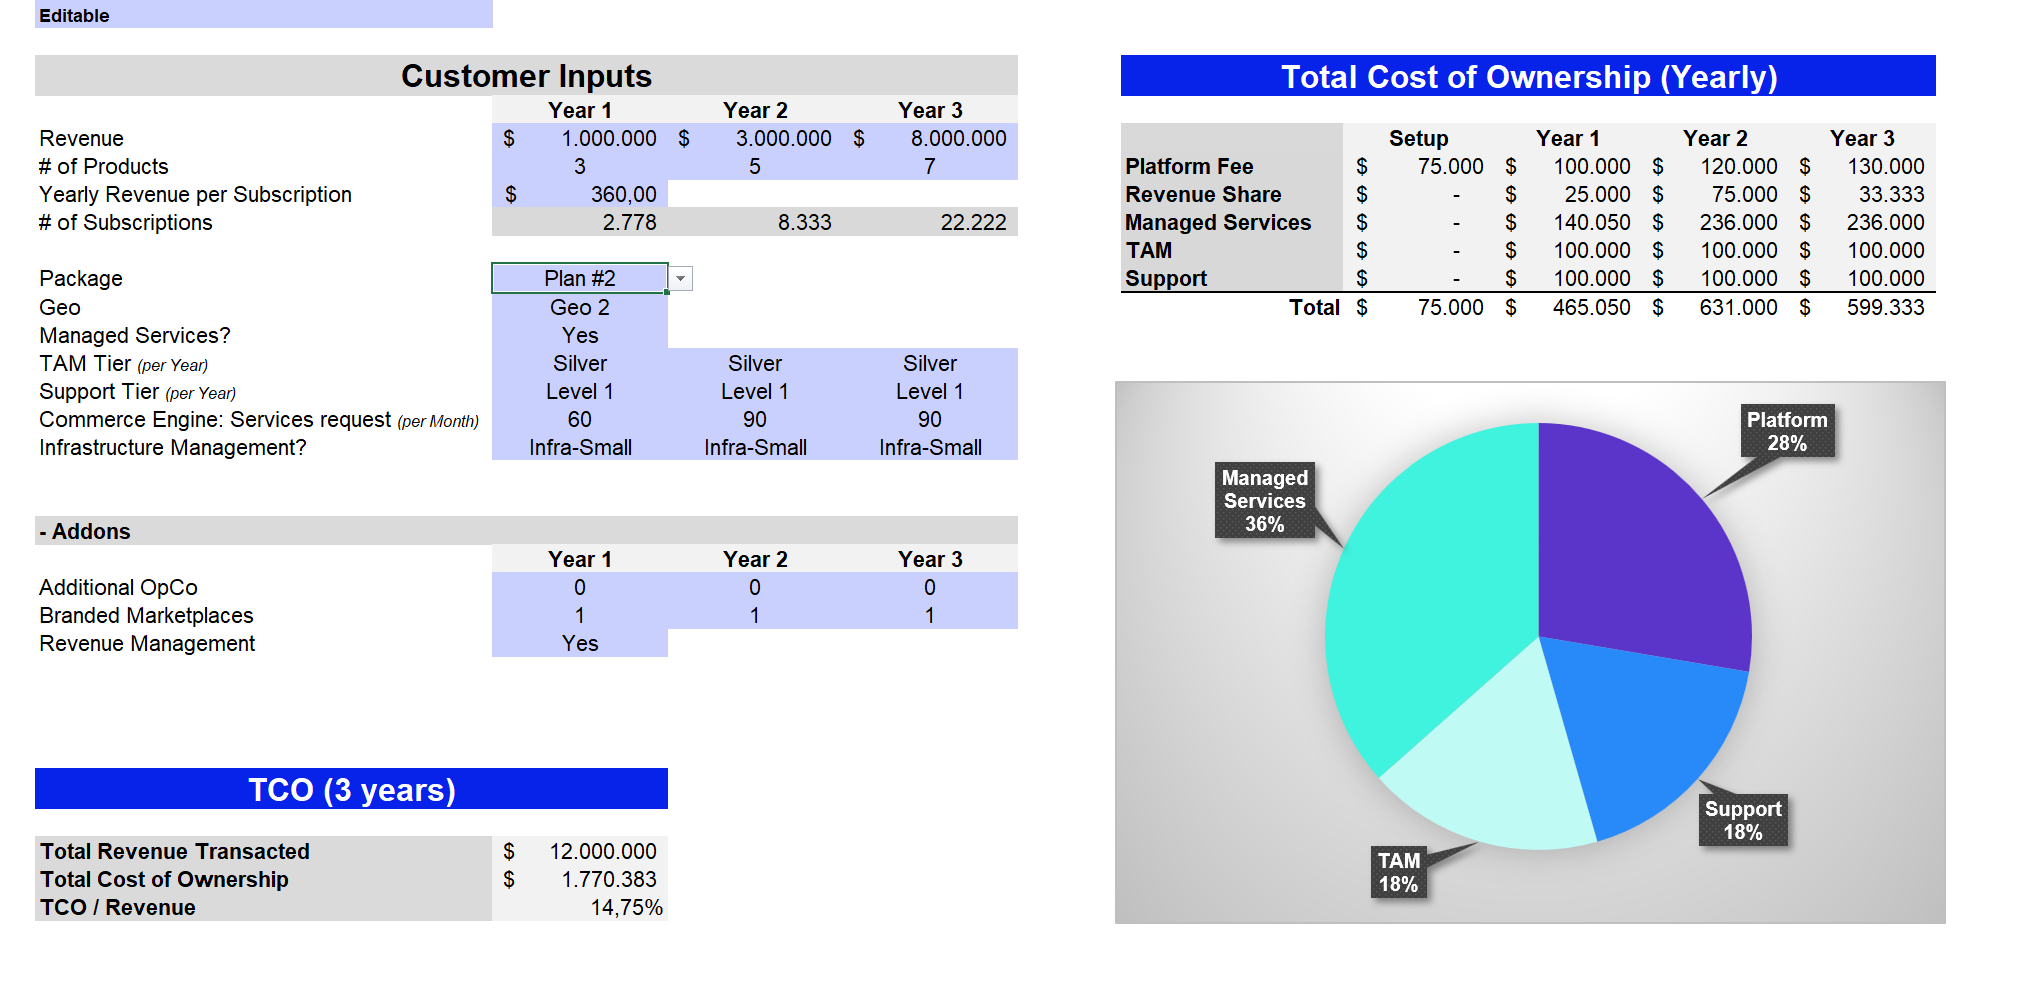 Editable
Customer Inputs
Year 1 Year 2 Year 3
Revenue $ 1.000.000 $ 3.000.000 $ 8.000.000
# of Products 3 5 7
Yearly Revenue per Subscription $ 360,00
# of Subscriptions 2.778 8.333 22.222
Package Plan #2
Geo Geo 2
Managed Services? Yes
TAM Tier (per Year) Silver Silver Silver
Support Tier (per Year) Level 1 Level 1 Level 1
Commerce Engine: Services request (per Month) 60 90 90
Infrastructure Management? Infra-Small Infra-Small Infra-Small
- Addons
Year 1 Year 2 Year 3
Additional OpCo 0 0 0
Branded Marketplaces 1 1 1
Revenue Management Yes
TCO (3 years)
Total Revenue Transacted $ 12.000.000
Total Cost of Ownership $ 1.770.383
TCO / Revenue 14,75%
Total Cost of Ownership (Yearly)
Setup Year 1 Year 2 Year 3
Platform Fee $ 75.000 $ 100.000 $ 120.000 $ 130.000
Revenue Share $ - $ 25.000 $ 75.000 $ 33.333
Managed Services $ - $ 140.050 $ 236.000 $ 236.000
TAM $ - $ 100.000 $ 100.000 $ 100.000
Support $ - $ 100.000 $ 100.000 $ 100.000
Total $ 75.000 $ 465.050 $ 631.000 $ 599.333
Platform
28%
Managed
Services
36%
Support
18%
TAM
18%